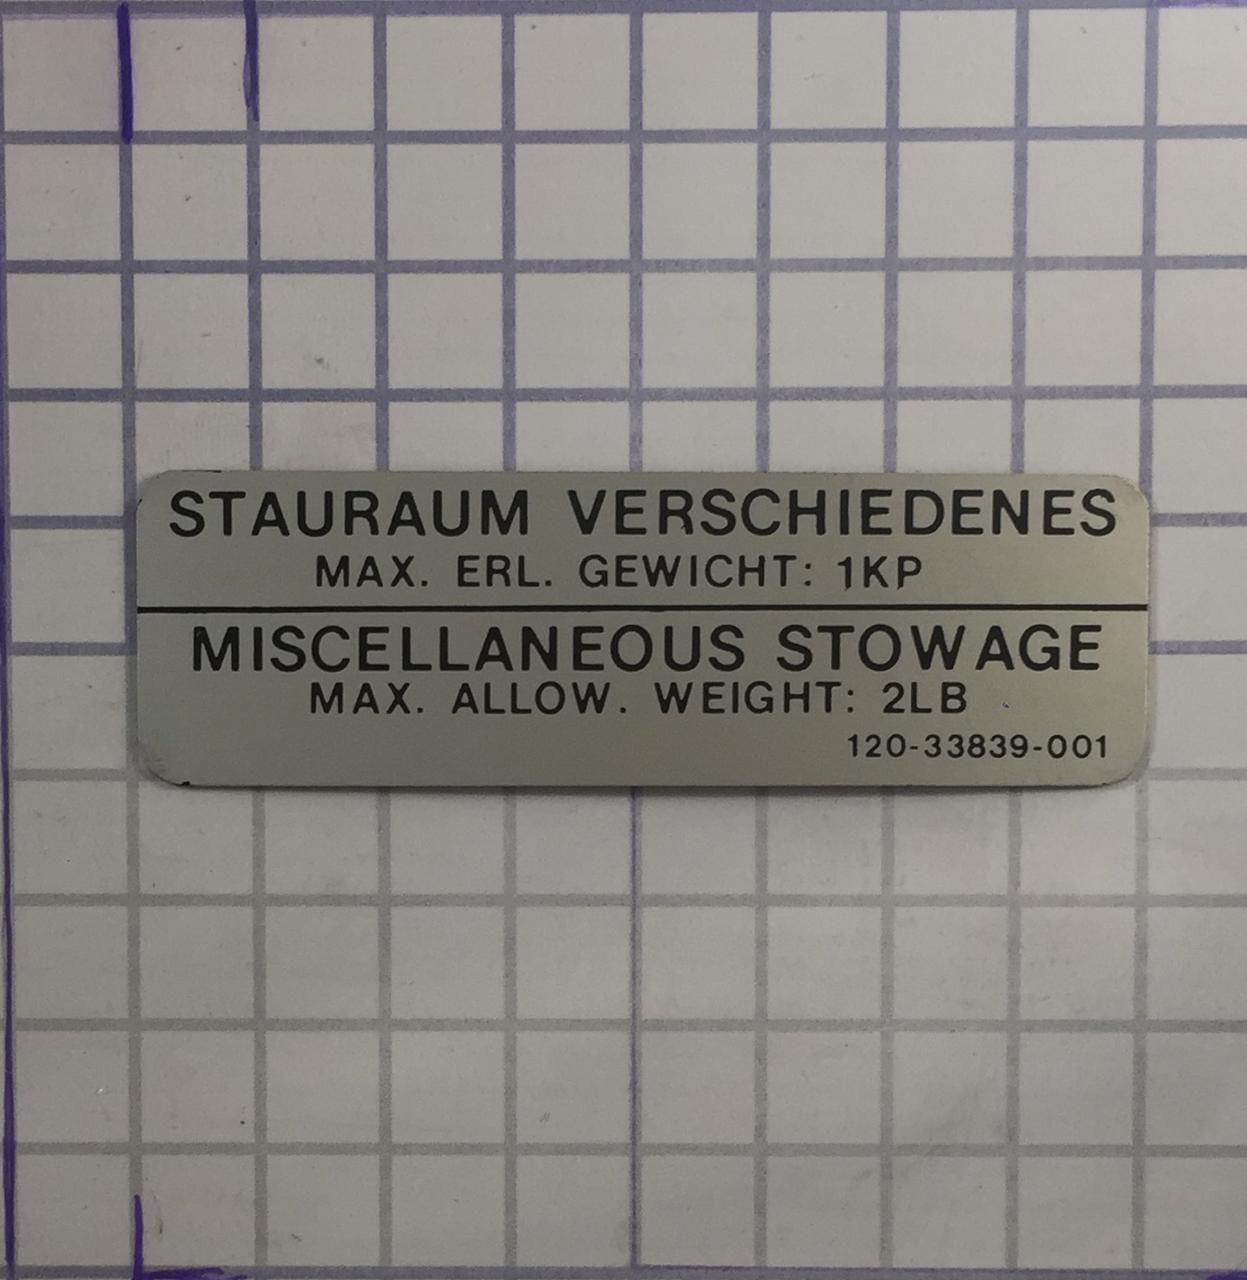 STAURAUM VERSCHIEDENES
MAX. ERL. GEWICHT: 1KP
MISCELLANEOUS STOWAGE
MAX. ALLOW. WEIGHT: 2LB
120-33839-001